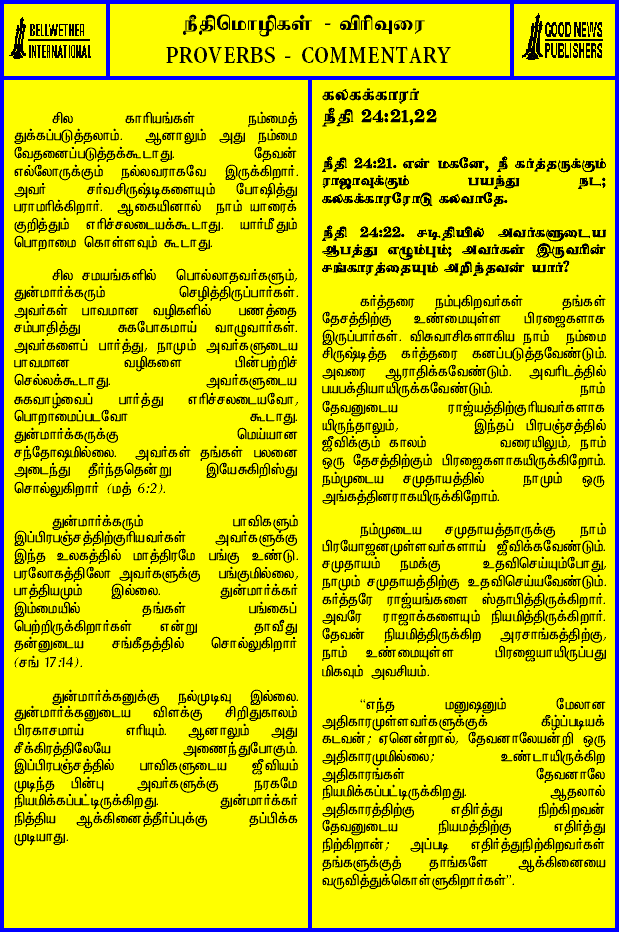 BELLWETHER
INTERNATIONAL
நீதிமொழிகள் - விரிவுரை
PROVERBS - COMMENTARY
GOOD NEWS
PUBLISHERS
சில காரியங்கள் நம்மைத்
துக்கப்படுத்தலாம். ஆனாலும் அது நம்மை
வேதனைப்படுத்தக்கூடாது. தேவன்
எல்லோருக்கும் நல்லவராகவே இருக்கிறார்.
அவர் சர்வசிருஷ்டிகளையும் போஷித்து
பராமரிக்கிறார். ஆகையினால் நாம் யாரைக்
குறித்தும் எரிச்சலடையக்கூடாது. யார்மீதும்
பொறாமை கொள்ளவும் கூடாது.
சில சமயங்களில் பொல்லாதவர்களும்,
துன்மார்க்கரும் செழித்திருப்பார்கள்.
அவர்கள் பாவமான வழிகளில் பணத்தை
சம்பாதித்து சுகபோகமாய் வாழுவார்கள்.
அவர்களைப் பார்த்து, நாமும் அவர்களுடைய
பாவமான வழிகளை பின்பற்றிச்
செல்லக்கூடாது. அவர்களுடைய
சுகவாழ்வைப் பார்த்து எரிச்சலடையவோ,
பொறாமைப்படவோ கூடாது.
துன்மார்க்கருக்கு மெய்யான
சந்தோஷமில்லை. அவர்கள் தங்கள் பலனை
அடைந்து தீர்ந்ததென்று இயேசுகிறிஸ்து
சொல்லுகிறார் (மத் 6:2).
துன்மார்க்கரும் பாவிகளும்
இப்பிரபஞ்சத்திற்குரியவர்கள் அவர்களுக்கு
இந்த உலகத்தில் மாத்திரமே பங்கு உண்டு.
பரலோகத்திலோ அவர்களுக்கு பங்குமில்லை,
பாத்தியமும் இல்லை. துன்மார்க்கர்
இம்மையில் தங்கள் பங்கைப்
பெற்றிருக்கிறார்கள் என்று தாவீது
தன்னுடைய சங்கீதத்தில் சொல்லுகிறார்
(சங் 17:14).
துன்மார்க்கனுக்கு நல்முடிவு இல்லை.
துன்மார்க்கனுடைய விளக்கு சிறிதுகாலம்
பிரகாசமாய் எரியும். ஆனாலும் அது
சீக்கிரத்திலேயே அணைந்துபோகும்.
இப்பிரபஞ்சத்தில் பாவிகளுடைய ஜீவியம்
முடிந்த பின்பு அவர்களுக்கு நரகமே
நியமிக்கப்பட்டிருக்கிறது. துன்மார்க்கர்
நித்திய ஆக்கினைத்தீர்ப்புக்கு தப்பிக்க
முடியாது.
கலகக்காரர்
நீதி 24:21,22
நீதி 24:21. என் மகனே, நீ கர்த்தருக்கும்
ராஜாவுக்கும் பயந்து நட;
கலகக்காரரோடு கலவாதே.
நீதி 24:22. சடிதியில் அவர்களுடைய
ஆபத்து எழும்பும்; அவர்கள் இருவரின்
சங்காரத்தையும் அறிந்தவன் யார்?
கர்த்தரை நம்புகிறவர்கள் தங்கள்
தேசத்திற்கு உண்மையுள்ள பிரஜைகளாக
இருப்பார்கள். விசுவாசிகளாகிய நாம் நம்மை
சிருஷ்டித்த கர்த்தரை கனப்படுத்தவேண்டும்.
அவரை ஆராதிக்கவேண்டும். அவரிடத்தில்
பயபக்தியாயிருக்கவேண்டும். நாம்
தேவனுடைய ராஜ்யத்திற்குரியவர்களாக
யிருந்தாலும், இந்தப் பிரபஞ்சத்தில்
ஜீவிக்கும் காலம் வரையிலும், நாம்
ஒரு தேசத்திற்கும் பிரஜைகளாகயிருக்கிறோம்.
நம்முடைய சமுதாயத்தில் நாமும் ஒரு
அங்கத்தினராகயிருக்கிறோம்.
நம்முடைய சமுதாயத்தாருக்கு நாம்
பிரயோஜனமுள்ளவர்களாய் ஜீவிக்கவேண்டும்.
சமுதாயம் நமக்கு உதவிசெய்யும்போது,
நாமும் சமுதாயத்திற்கு உதவிசெய்யவேண்டும்.
கர்த்தரே ராஜ்யங்களை ஸ்தாபித்திருக்கிறார்.
அவரே ராஜாக்களையும் நியமித்திருக்கிறார்.
தேவன் நியமித்திருக்கிற அரசாங்கத்திற்கு,
நாம் உண்மையுள்ள பிரஜையாயிருப்பது
மிகவும் அவசியம்.
“எந்த மனுஷனும் மேலான
அதிகாரமுள்ளவர்களுக்குக் கீழ்ப்படியக்
கடவன்; ஏனென்றால், தேவனாலேயன்றி ஒரு
அதிகாரமுமில்லை; உண்டாயிருக்கிற
அதிகாரங்கள் தேவனாலே
நியமிக்கப்பட்டிருக்கிறது. ஆதலால்
அதிகாரத்திற்கு எதிர்த்து நிற்கிறவன்
தேவனுடைய நியமத்திற்கு எதிர்த்து
நிற்கிறான்; அப்படி எதிர்த்துநிற்கிறவர்கள்
தங்களுக்குத் தாங்களே ஆக்கினையை
வருவித்துக்கொள்ளுகிறார்கள்”.